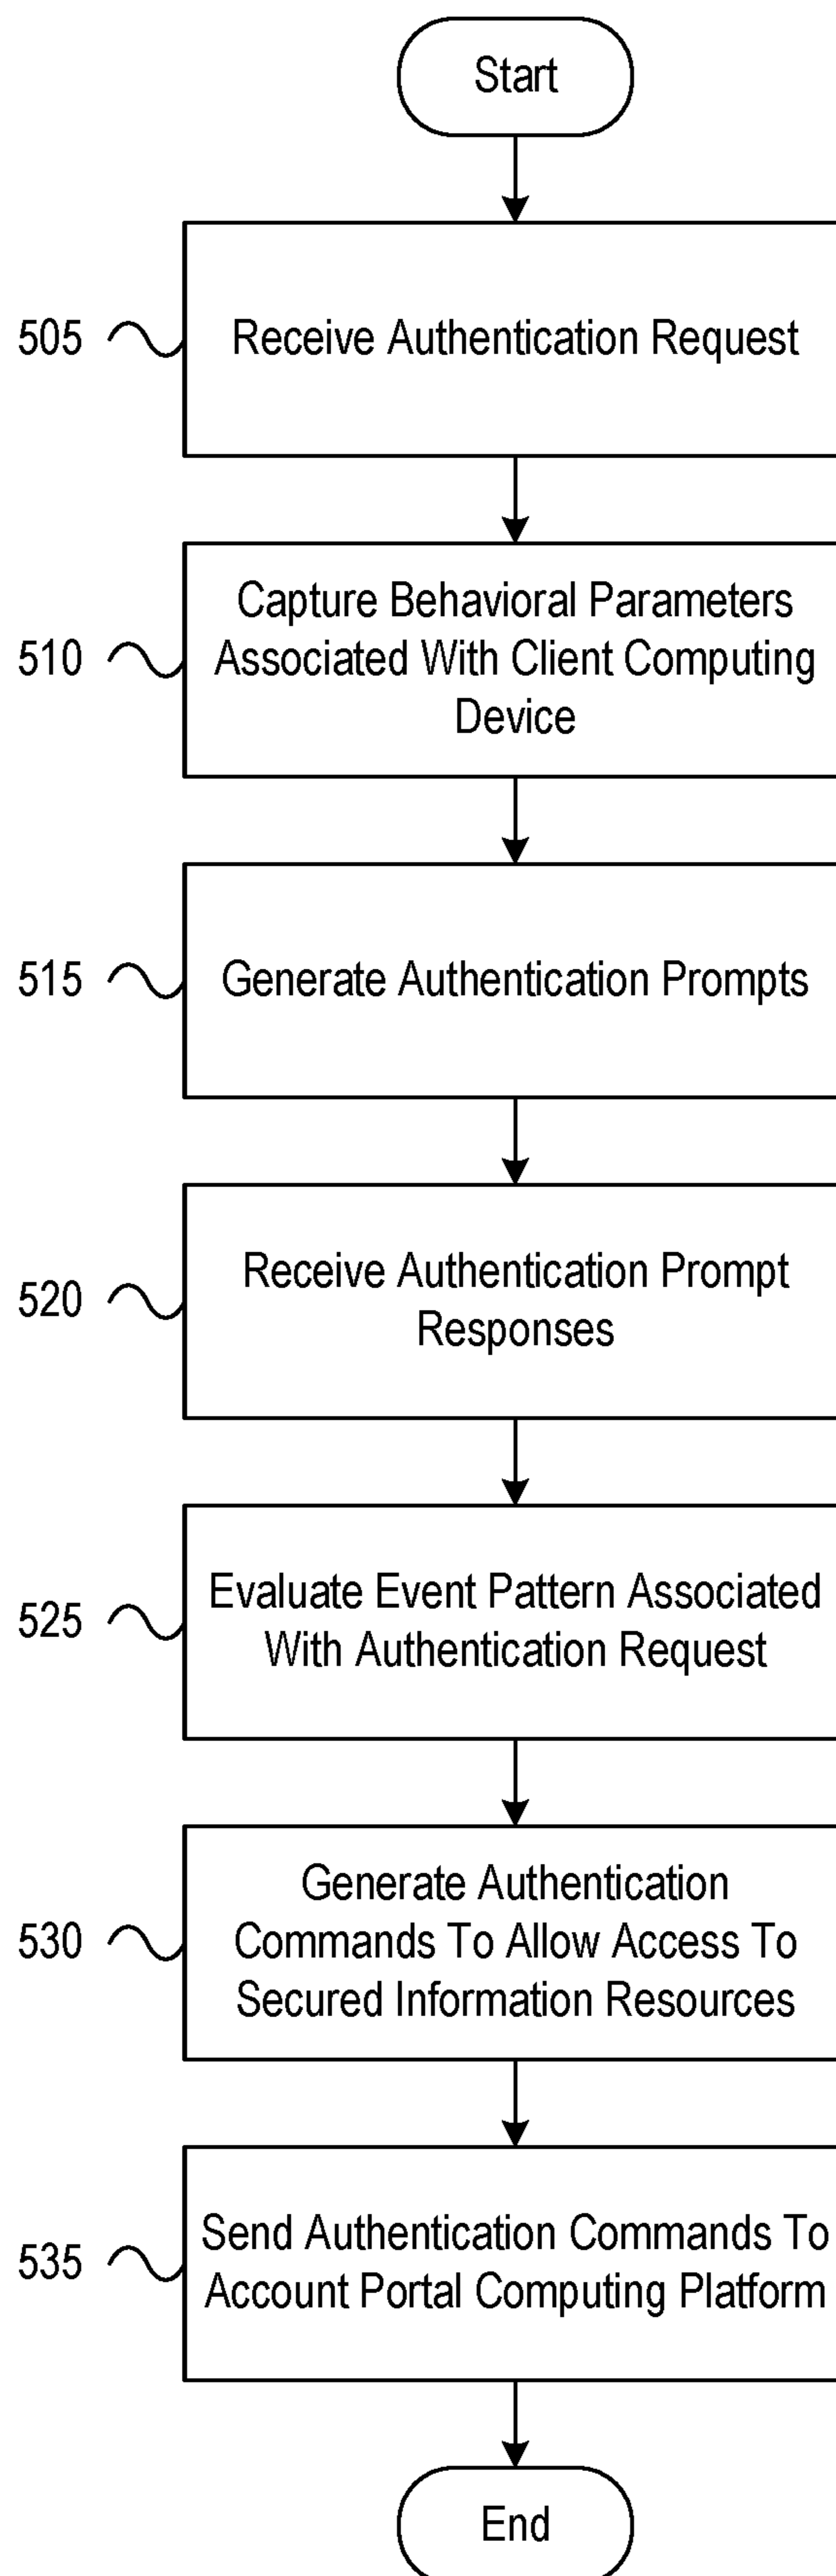 Start
505
Receive Authentication Request
510
Capture Behavioral Parameters
Associated With Client Computing
Device
515
Generate Authentication Prompts
520
Receive Authentication Prompt
Responses
525
Evaluate Event Pattern Associated
With Authentication Request
530
Generate Authentication
Commands To Allow Access To
Secured Information Resources
535
Send Authentication Commands To
Account Portal Computing Platform
End